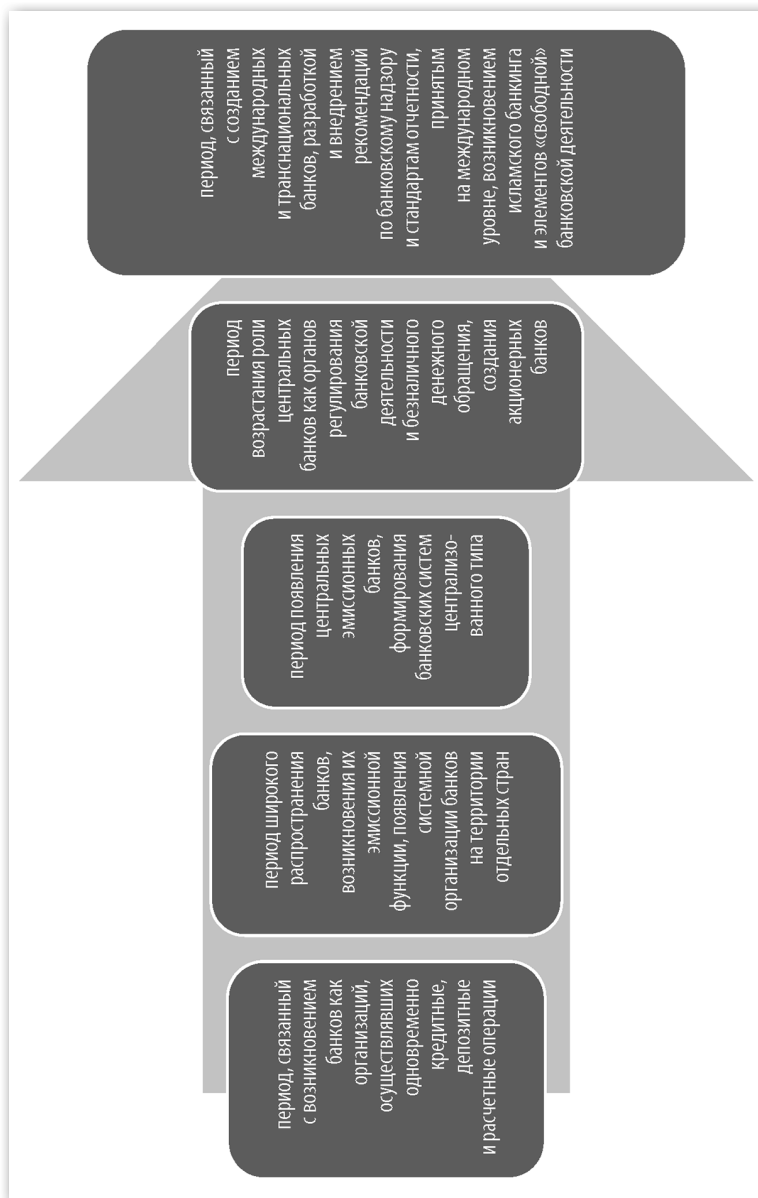 период, связанный
с возникновением
банков как
организаций,
осуществлявших
одновременно
кредитные,
депозитные
и расчетные операции
период широкого
распространения
банков,
возникновения их
эмиссионной
функции, появления
системной
организации банков
на территории
отдельных стран
период появления
центральных
эмиссионных
банков,
формирования
банковских систем
централизо-
ванного типа
период
возрастания роли
центральных
банков как органов
регулирования
банковской
деятельности
и безналичного
денежного
обращения,
создания
акционерных
банков
период, связанный
с созданием
международных
и транснациональных
банков, разработкой
и внедрением
рекомендаций
по банковскому надзору
и стандартам отчетности,
принятым
на международном
уровне, возникновением
исламского банкинга
и элементов «свободной»
банковской деятельности